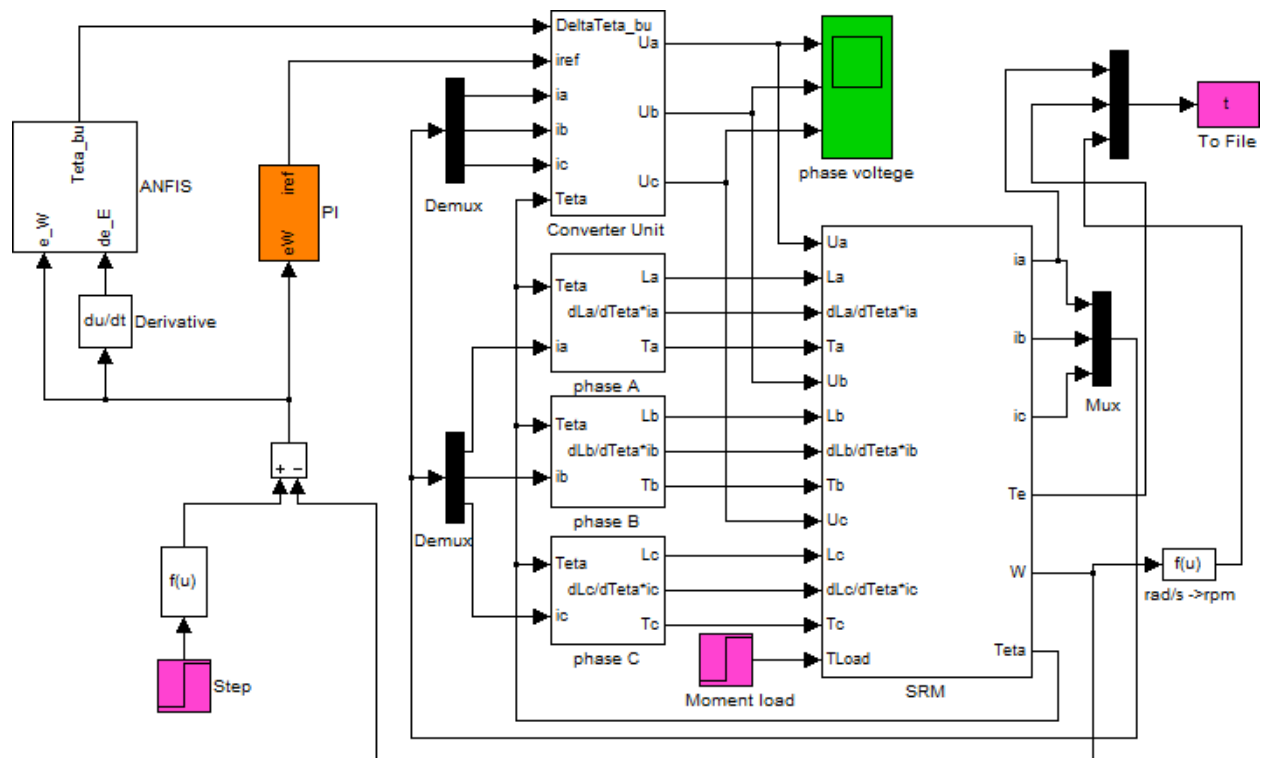 Teta_bu
e_W
de_E
ANFIS
du/dt
Derivative
iref
eW
PI
+ −
f(u)
Step
Demux
DeltaTeta_bu
iref
ia
ib
ic
Teta
Ua
Ub
Uc
Converter Unit
phase voltege
t
To File
Teta
ia
La
dLa/dTeta*ia
Ta
phase A
Teta
ib
Lb
dLb/dTeta*ib
Tb
phase B
Demux
Teta
ic
Lc
dLc/dTeta*ic
Tc
phase C
Moment load
Ua
La
dLa/dTeta*ia
Ta
Ub
Lb
dLb/dTeta*ib
Tb
Uc
Lc
dLc/dTeta*ic
Tc
TLoad
ia
ib
ic
Te
W
Teta
SRM
Mux
f(u)
rad/s ->rpm